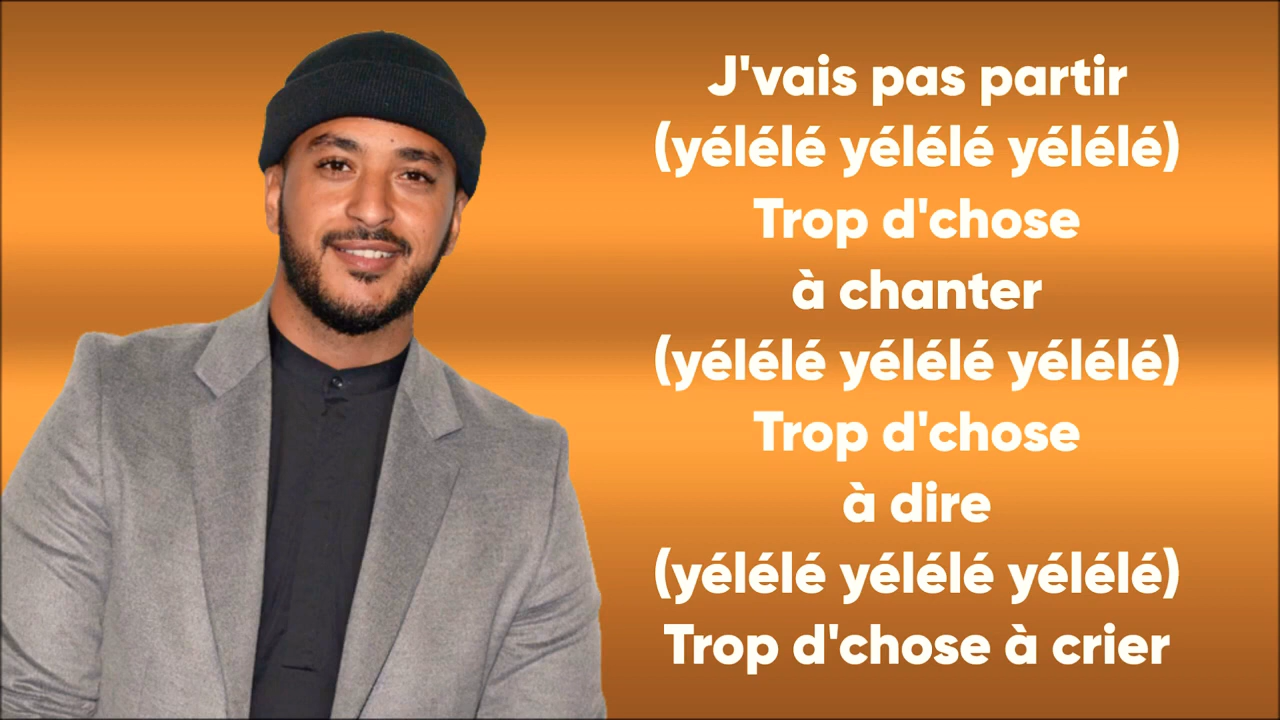 J'vais pas partir
(yélélé yélélé yélélé)
Trop d'chose
à chanter
(yélélé yélélé yélélé)
Trop d'chose
à dire
(yélélé yélélé yélélé)
Trop d'chose à crier